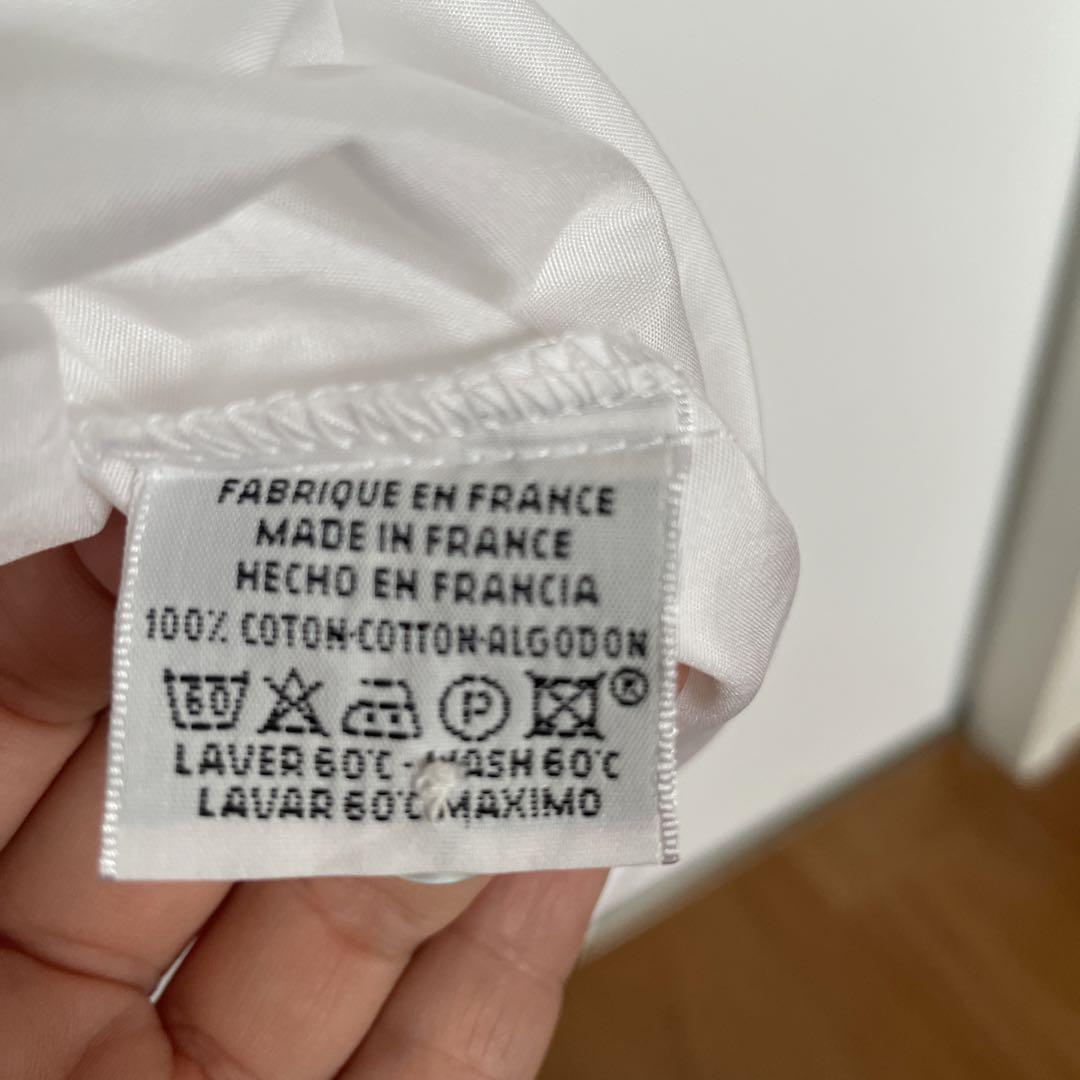 FABRIQUE EN FRANCE
MADE IN FRANCE
HECHO EN FRANCIA
100% COTON-COTTON-ALGODON
60 P ®
LAVER 60°C - WASH 60°C
LAVAR 60°C MAXIMO